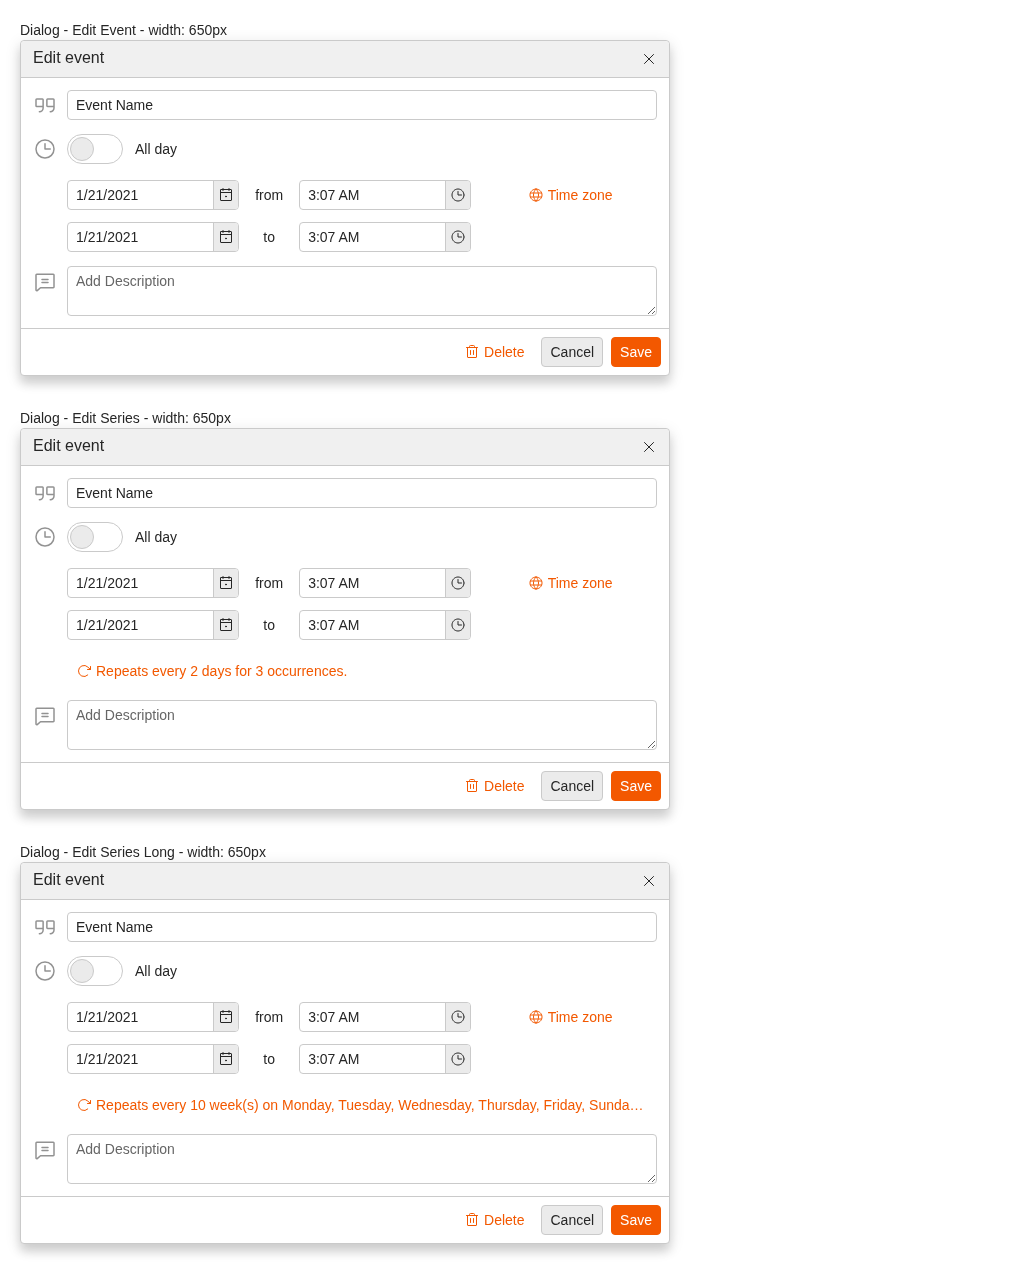 Dialog - Edit Event - width: 650px
Edit event
Event Name
All day
1/21/2021 from 3:07 AM Time zone
1/21/2021 to 3:07 AM
Add Description
Delete Cancel Save
Dialog - Edit Series - width: 650px
Edit event
Event Name
All day
1/21/2021 from 3:07 AM Time zone
1/21/2021 to 3:07 AM
Repeats every 2 days for 3 occurrences.
Add Description
Delete Cancel Save
Dialog - Edit Series Long - width: 650px
Edit event
Event Name
All day
1/21/2021 from 3:07 AM Time zone
1/21/2021 to 3:07 AM
Repeats every 10 week(s) on Monday, Tuesday, Wednesday, Thursday, Friday, Sunda…
Add Description
Delete Cancel Save